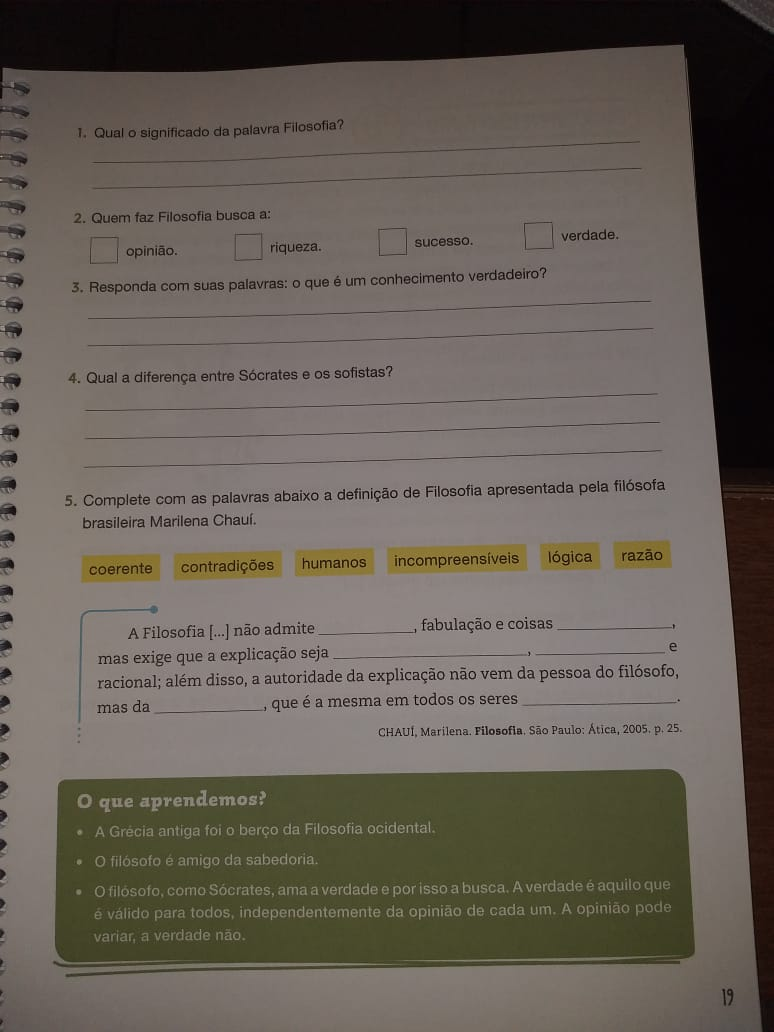 1. Qual o significado da palavra Filosofia?
2. Quem faz Filosofia busca a:
opinião. riqueza. sucesso. verdade.
3. Responda com suas palavras: o que é um conhecimento verdadeiro?
4. Qual a diferença entre Sócrates e os sofistas?
5. Complete com as palavras abaixo a definição de Filosofia apresentada pela filósofa
brasileira Marilena Chauí.
coerente contradições humanos incompreensíveis lógica razão
A Filosofia [...] não admite ____________, fabulação e coisas ______________,
mas exige que a explicação seja ________________________, ________________ e
racional; além disso, a autoridade da explicação não vem da pessoa do filósofo,
mas da ______________, que é a mesma em todos os seres ___________________.
CHAUÍ, Marilena. Filosofia. São Paulo: Ática, 2005. p. 25.
O que aprendemos?
• A Grécia antiga foi o berço da Filosofia ocidental.
• O filósofo é amigo da sabedoria.
• O filósofo, como Sócrates, ama a verdade e por isso a busca. A verdade é aquilo que
é válido para todos, independentemente da opinião de cada um. A opinião pode
variar, a verdade não.
19